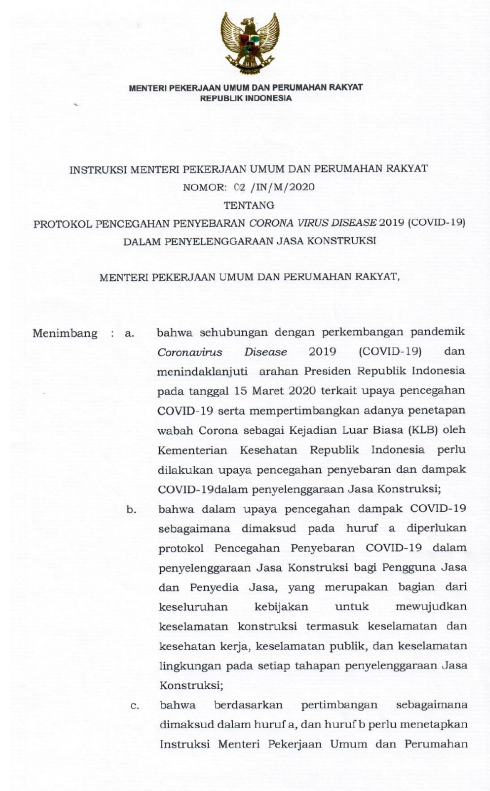 MENTERI PEKERJAAN UMUM DAN PERUMAHAN RAKYAT
REPUBLIK INDONESIA
INSTRUKSI MENTERI PEKERJAAN UMUM DAN PERUMAHAN RAKYAT
NOMOR: 02 /IN/M/2020
TENTANG
PROTOKOL PENCEGAHAN PENYEBARAN CORONA VIRUS DISEASE 2019 (COVID-19)
DALAM PENYELENGGARAAN JASA KONSTRUKSI
MENTERI PEKERJAAN UMUM DAN PERUMAHAN RAKYAT,
Menimbang : a. bahwa sehubungan dengan perkembangan pandemik
Coronavirus Disease 2019 (COVID-19) dan
menindaklanjuti arahan Presiden Republik Indonesia
pada tanggal 15 Maret 2020 terkait upaya pencegahan
COVID-19 serta mempertimbangkan adanya penetapan
wabah Corona sebagai Kejadian Luar Biasa (KLB) oleh
Kementerian Kesehatan Republik Indonesia perlu
dilakukan upaya pencegahan penyebaran dan dampak
COVID-19dalam penyelenggaraan Jasa Konstruksi;
b. bahwa dalam upaya pencegahan dampak COVID-19
sebagaimana dimaksud pada huruf a diperlukan
protokol Pencegahan Penyebaran COVID-19 dalam
penyelenggaraan Jasa Konstruksi bagi Pengguna Jasa
dan Penyedia Jasa, yang merupakan bagian dari
keseluruhan kebijakan untuk mewujudkan
keselamatan konstruksi termasuk keselamatan dan
kesehatan kerja, keselamatan publik, dan keselamatan
lingkungan pada setiap tahapan penyelenggaraan Jasa
Konstruksi;
c. bahwa berdasarkan pertimbangan sebagaimana
dimaksud dalam huruf a, dan huruf b perlu menetapkan
Instruksi Menteri Pekerjaan Umum dan Perumahan